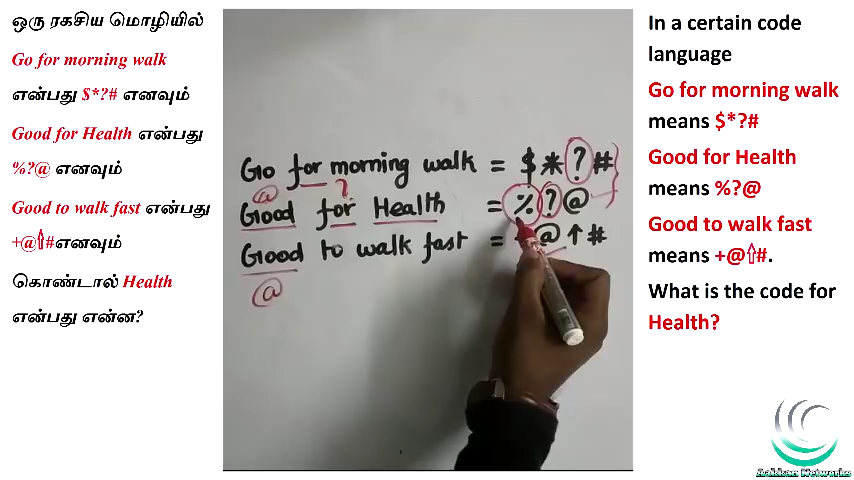 ஒரு ரகசிய மொழியில்
Go for morning walk
என்பது $*?# எனவும்
Good for Health என்பது
%?@ எனவும்
Good to walk fast என்பது
+@⇧#எனவும்
கொண்டால் Health
என்பது என்ன?
Go for morning walk = $ * ? #
@ ?
Good for Health = % ? @
Good to walk fast = @ ↑ #
@
In a certain code
language
Go for morning walk
means $*?#
Good for Health
means %?@
Good to walk fast
means +@⇧#.
What is the code for
Health?
Aakkan Networks